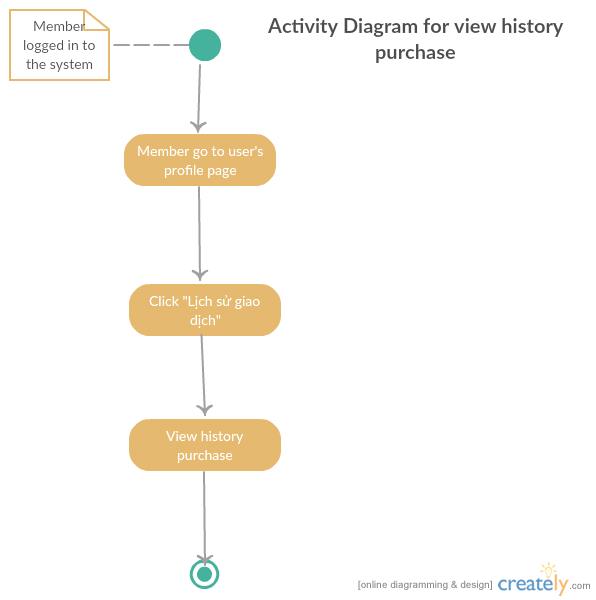 Activity Diagram for view history
purchase
Member
logged in to
the system
Member go to user's
profile page
Click "Lịch sử giao
dịch"
View history
purchase
[online diagramming & design] creately.com